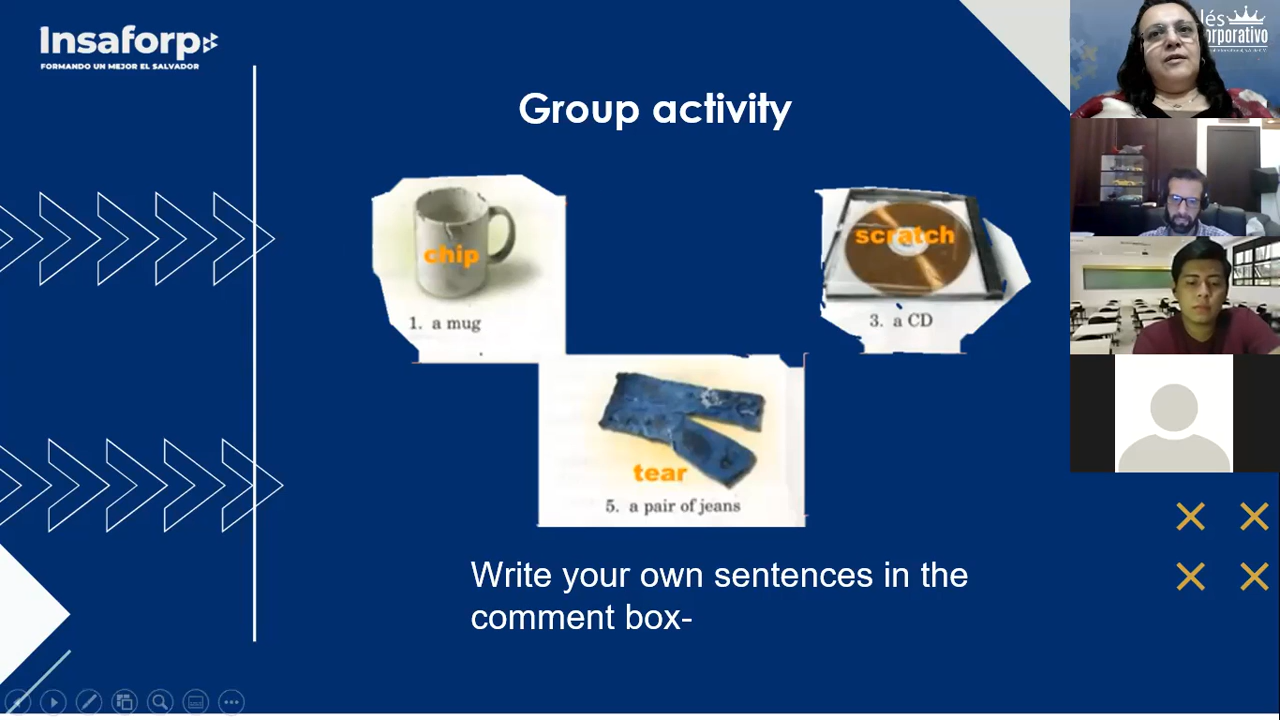 Insaforp
FORMANDO UN MEJOR EL SALVADOR
Group activity
chip
1. a mug
scratch
3. a CD
tear
5. a pair of jeans
Write your own sentences in the
comment box-
lés
orporativo